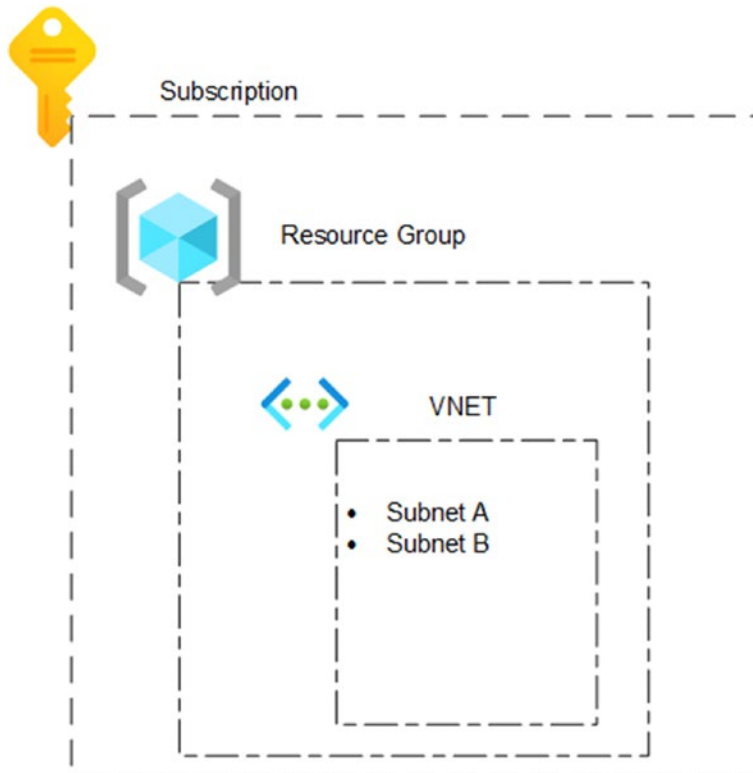 Subscription
Resource Group
VNET
• Subnet A
• Subnet B